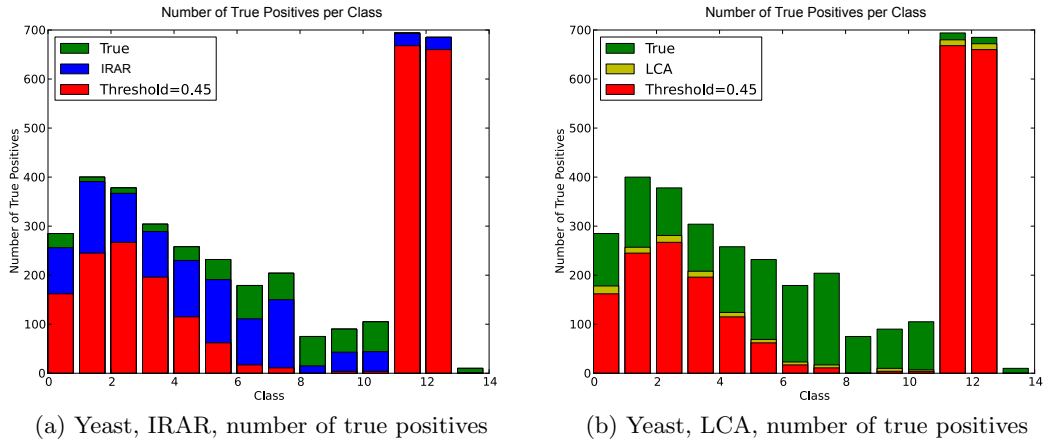 Number of True Positives per Class
700
600
500
400
300
200
100
0
Number of True Positives
True
IRAR
Threshold=0.45
0 2 4 6 8 10 12 14
Class
(a) Yeast, IRAR, number of true positives
Number of True Positives per Class
700
600
500
400
300
200
100
0
Number of True Positives
True
LCA
Threshold=0.45
0 2 4 6 8 10 12 14
Class
(b) Yeast, LCA, number of true positives